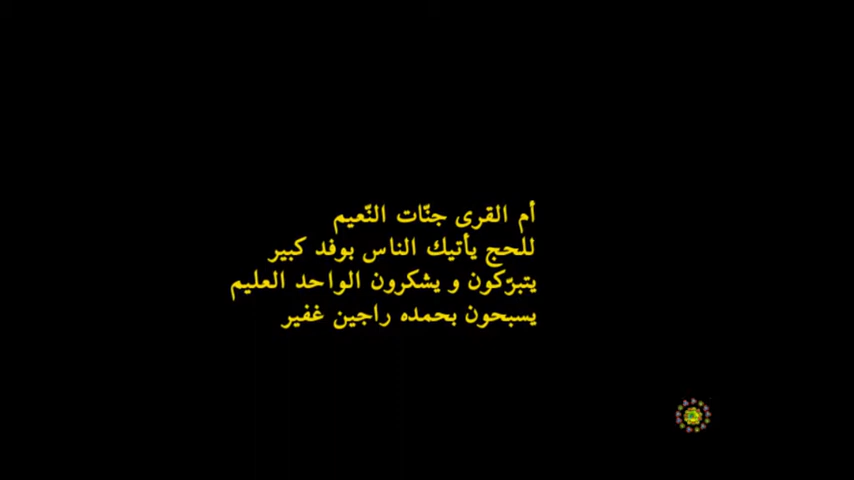 أم القرى جنّات النّعيم
للحج يأتيك الناس بوفد كبير
يتبرّكون و يشكرون الواحد العليم
يسبحون بحمده راجين غفير